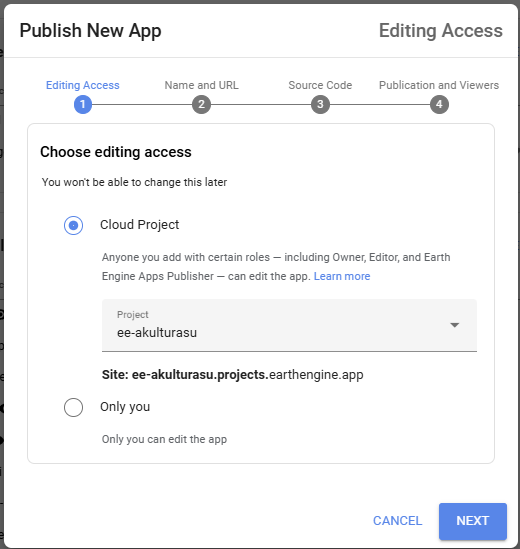 Publish New App
Editing Access
Editing Access
Name and URL
Source Code
Publication and Viewers
1
2
3
4
Choose editing access
You won't be able to change this later
Cloud Project
Anyone you add with certain roles — including Owner, Editor, and Earth
Engine Apps Publisher — can edit the app. Learn more
Project
ee-akulturasu
Site: ee-akulturasu.projects.earthengine.app
Only you
Only you can edit the app
CANCEL
NEXT